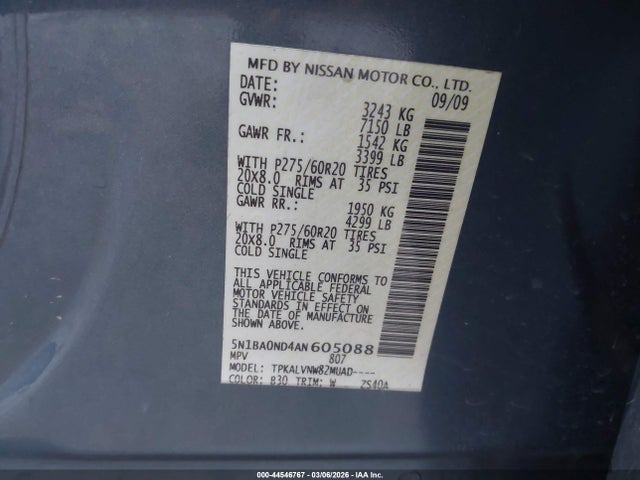 MFD BY NISSAN MOTOR CO., LTD.
DATE: 09/09
GVWR: 3243 KG
7150 LB
GAWR FR.: 1542 KG
3399 LB
WITH P275/60R20 TIRES
20X8.0 RIMS AT 35 PSI
COLD SINGLE
GAWR RR.: 1950 KG
4299 LB
WITH P275/60R20 TIRES
20X8.0 RIMS AT 35 PSI
COLD SINGLE
THIS VEHICLE CONFORMS TO
ALL APPLICABLE FEDERAL
MOTOR VEHICLE SAFETY
STANDARDS IN EFFECT ON
THE DATE OF MANUFACTURE
SHOWN ABOVE.
5N1BA0ND4AN605088
MPV 807
MODEL: TPKALVNW82MUAD----
COLOR: B30 TRIM: W ZS40A
000-44546767 - 03/06/2026 - IAA Inc.